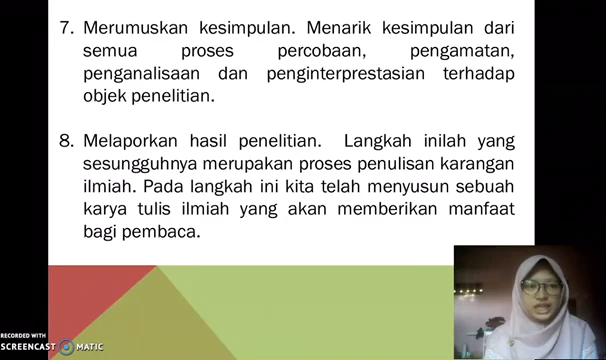 7. Merumuskan kesimpulan. Menarik kesimpulan dari
semua proses percobaan, pengamatan,
penganalisaan dan penginterprestasian terhadap
objek penelitian.
8. Melaporkan hasil penelitian. Langkah inilah yang
sesungguhnya merupakan proses penulisan karangan
ilmiah. Pada langkah ini kita telah menyusun sebuah
karya tulis ilmiah yang akan memberikan manfaat
bagi pembaca.
RECORDED WITH
SCREENCAST MATIC